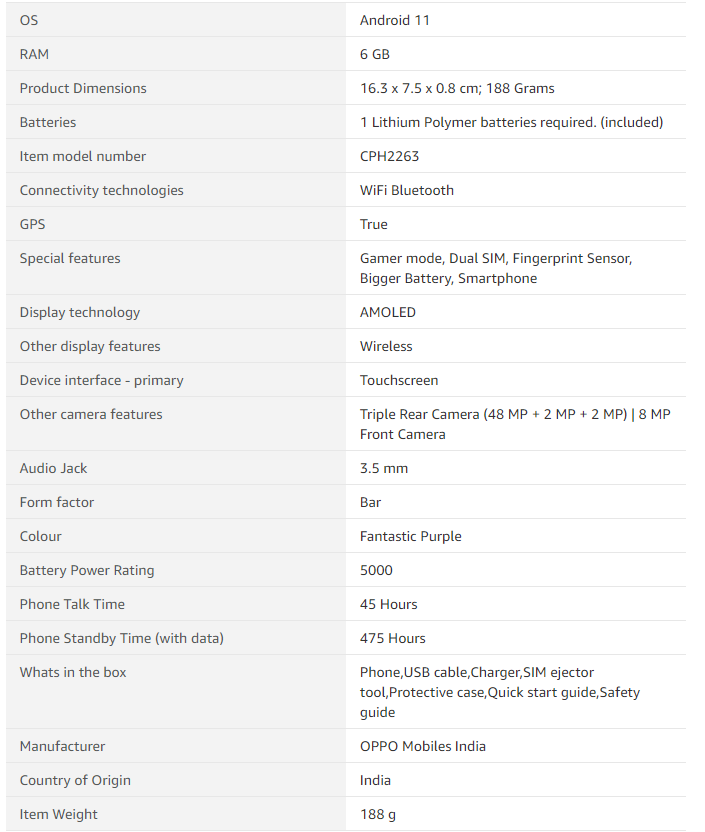 OS Android 11
RAM 6 GB
Product Dimensions 16.3 x 7.5 x 0.8 cm; 188 Grams
Batteries 1 Lithium Polymer batteries required. (included)
Item model number CPH2263
Connectivity technologies WiFi Bluetooth
GPS True
Special features Gamer mode, Dual SIM, Fingerprint Sensor,
Bigger Battery, Smartphone
Display technology AMOLED
Other display features Wireless
Device interface - primary Touchscreen
Other camera features Triple Rear Camera (48 MP + 2 MP + 2 MP) | 8 MP
Front Camera
Audio Jack 3.5 mm
Form factor Bar
Colour Fantastic Purple
Battery Power Rating 5000
Phone Talk Time 45 Hours
Phone Standby Time (with data) 475 Hours
Whats in the box Phone,USB cable,Charger,SIM ejector
tool,Protective case,Quick start guide,Safety
guide
Manufacturer OPPO Mobiles India
Country of Origin India
Item Weight 188 g